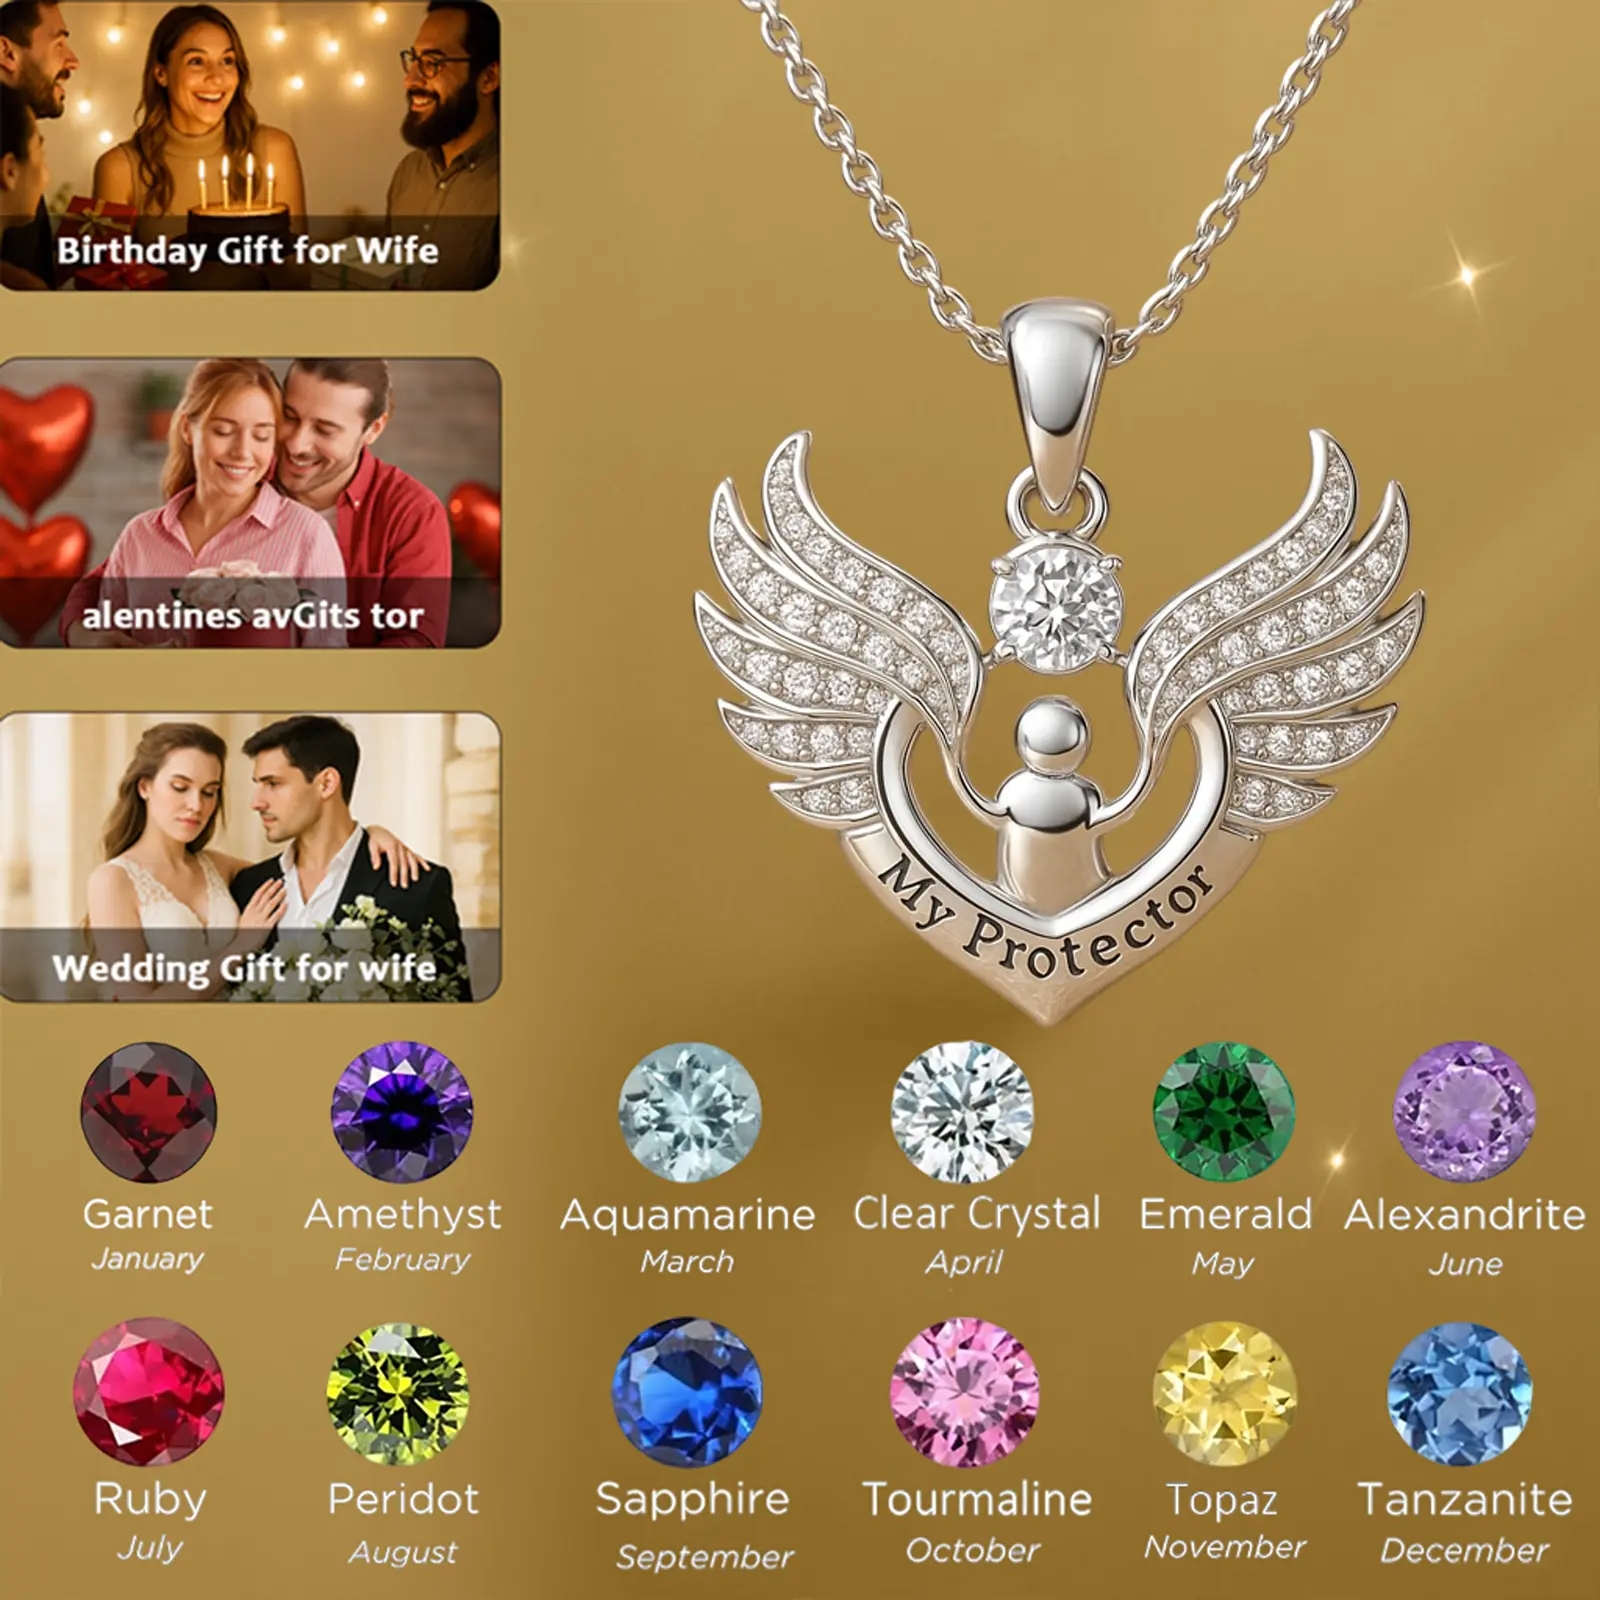 Birthday Gift for Wife
alentines avGits tor
Wedding Gift for wife
My Protector
Garnet
January
Amethyst
February
Aquamarine
March
Clear Crystal
April
Emerald
May
Alexandrite
June
Ruby
July
Peridot
August
Sapphire
September
Tourmaline
October
Topaz
November
Tanzanite
December